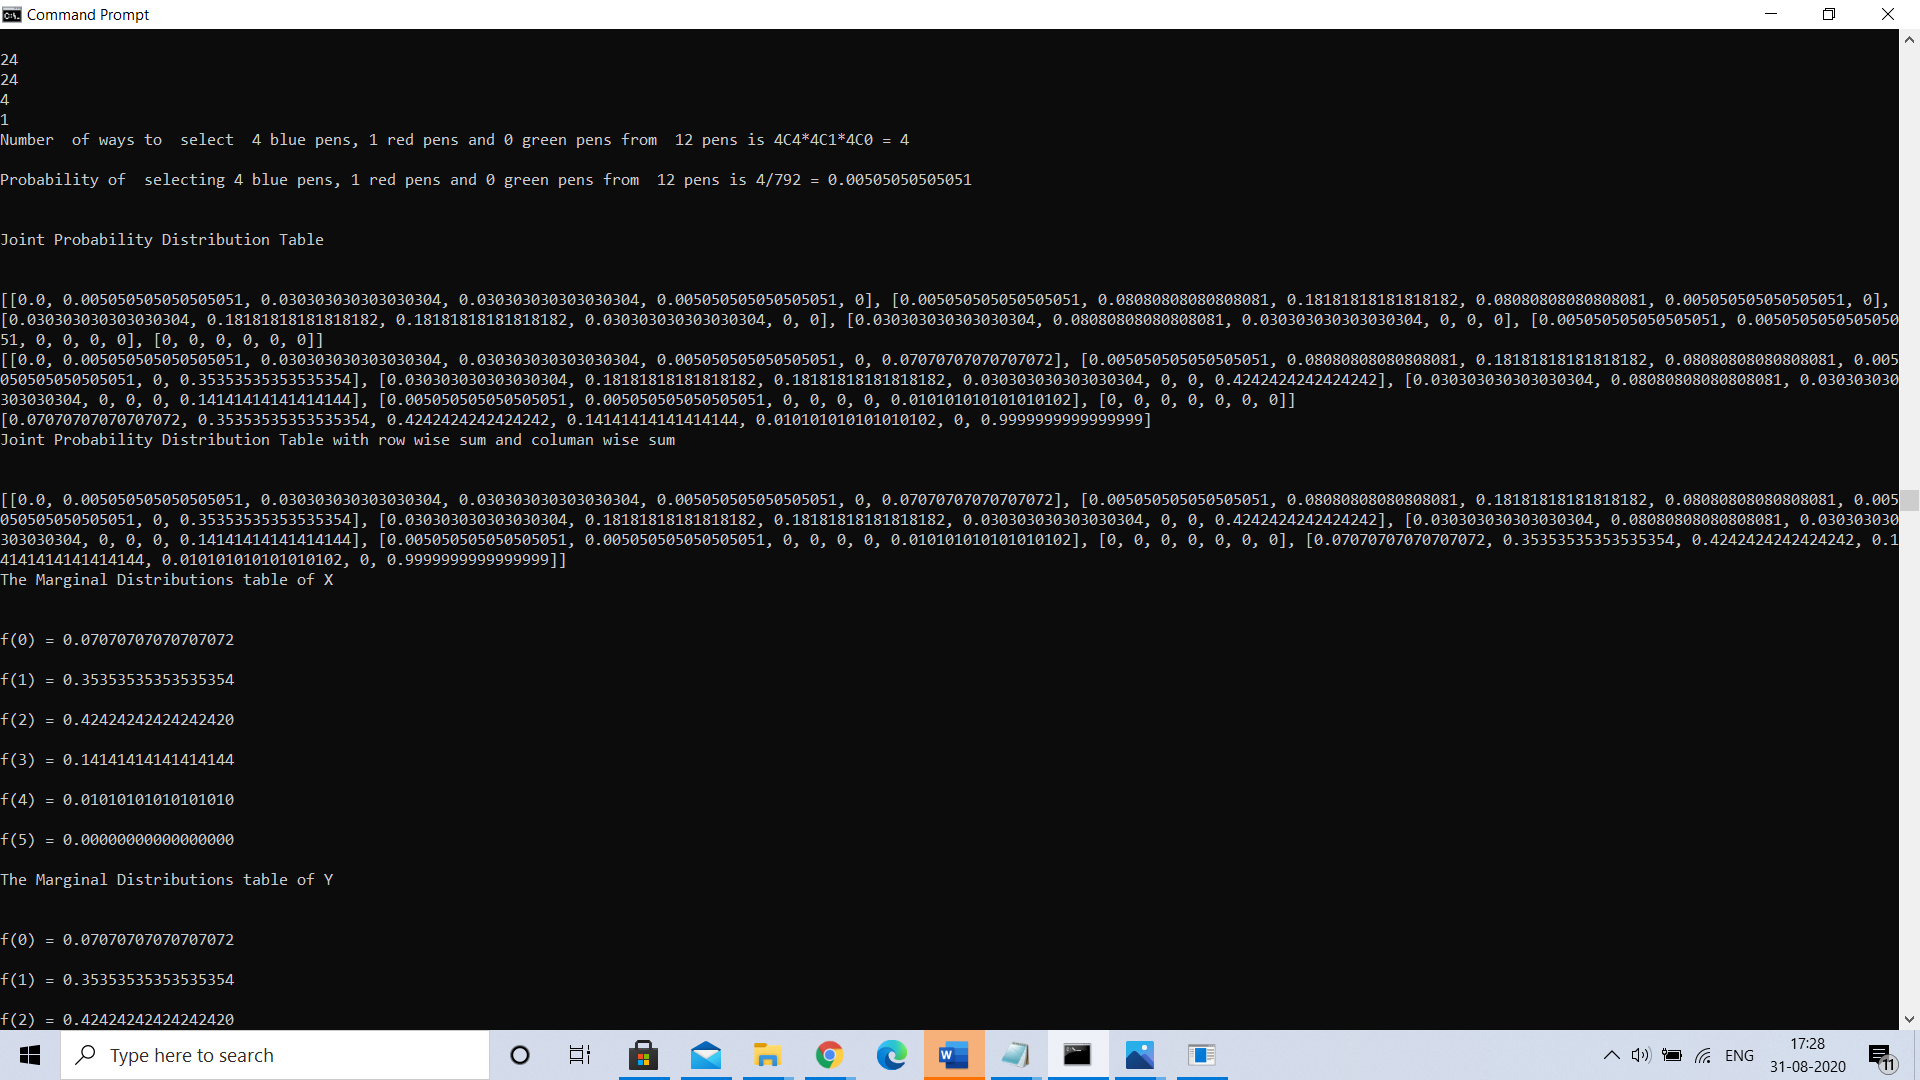 Command Prompt
24
24
4
1
Number  of ways to  select  4 blue pens, 1 red pens and 0 green pens from  12 pens is 4C4*4C1*4C0 = 4
Probability of  selecting 4 blue pens, 1 red pens and 0 green pens from  12 pens is 4/792 = 0.00505050505051
Joint Probability Distribution Table
[[0.0, 0.005050505050505051, 0.030303030303030304, 0.030303030303030304, 0.005050505050505051, 0], [0.005050505050505051, 0.08080808080808081, 0.18181818181818182, 0.08080808080808081, 0.005050505050505051, 0],
[0.030303030303030304, 0.18181818181818182, 0.18181818181818182, 0.030303030303030304, 0, 0], [0.030303030303030304, 0.08080808080808081, 0.030303030303030304, 0, 0, 0], [0.005050505050505051, 0.0050505050505050
51, 0, 0, 0, 0], [0, 0, 0, 0, 0, 0]]
[[0.0, 0.005050505050505051, 0.030303030303030304, 0.030303030303030304, 0.005050505050505051, 0, 0.07070707070707072], [0.005050505050505051, 0.08080808080808081, 0.18181818181818182, 0.08080808080808081, 0.005
050505050505051, 0, 0.35353535353535354], [0.030303030303030304, 0.18181818181818182, 0.18181818181818182, 0.030303030303030304, 0, 0, 0.4242424242424242], [0.030303030303030304, 0.08080808080808081, 0.030303030
303030304, 0, 0, 0, 0.14141414141414144], [0.005050505050505051, 0.005050505050505051, 0, 0, 0, 0, 0.010101010101010102], [0, 0, 0, 0, 0, 0, 0]]
[0.07070707070707072, 0.35353535353535354, 0.4242424242424242, 0.14141414141414144, 0.010101010101010102, 0, 0.9999999999999999]
Joint Probability Distribution Table with row wise sum and columan wise sum
[[0.0, 0.005050505050505051, 0.030303030303030304, 0.030303030303030304, 0.005050505050505051, 0, 0.07070707070707072], [0.005050505050505051, 0.08080808080808081, 0.18181818181818182, 0.08080808080808081, 0.005
050505050505051, 0, 0.35353535353535354], [0.030303030303030304, 0.18181818181818182, 0.18181818181818182, 0.030303030303030304, 0, 0, 0.4242424242424242], [0.030303030303030304, 0.08080808080808081, 0.030303030
303030304, 0, 0, 0, 0.14141414141414144], [0.005050505050505051, 0.005050505050505051, 0, 0, 0, 0, 0.010101010101010102], [0, 0, 0, 0, 0, 0, 0], [0.07070707070707072, 0.35353535353535354, 0.4242424242424242, 0.1
4141414141414144, 0.010101010101010102, 0, 0.9999999999999999]]
The Marginal Distributions table of X
f(0) = 0.07070707070707072
f(1) = 0.35353535353535354
f(2) = 0.42424242424242420
f(3) = 0.14141414141414144
f(4) = 0.01010101010101010
f(5) = 0.00000000000000000
The Marginal Distributions table of Y
f(0) = 0.07070707070707072
f(1) = 0.35353535353535354
f(2) = 0.42424242424242420
Type here to search
ENG
17:28
31-08-2020
11